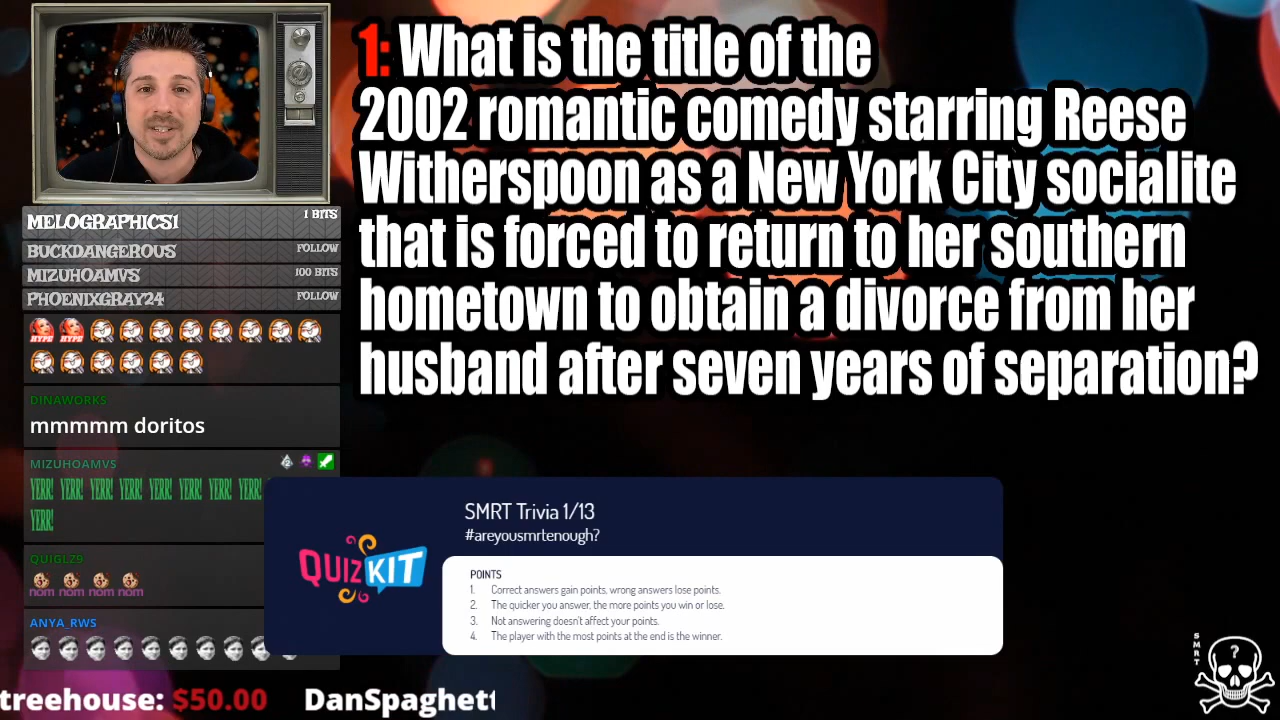 1: What is the title of the
2002 romantic comedy starring Reese
Witherspoon as a New York City socialite
that is forced to return to her southern
hometown to obtain a divorce from her
husband after seven years of separation?
MELOGRAPHICS1 1 BITS
BUCKDANGEROUS FOLLOW
MIZUHOAMVS 100 BITS
PHOENIXGRAY24 FOLLOW
HYPE HYPE
DINAWORKS
mmmmm doritos
MIZUHOAMVS
YERR! YERR! YERR! YERR! YERR! YERR! YERR! YERR!
YERR!
QUIGLZ9
nom nom nom nom
ANYA_RWS
SMRT Trivia 1/13
#areyousmrtenough?
QUIZKIT
POINTS
1. Correct answers gain points, wrong answers lose points.
2. The quicker you answer, the more points you win or lose.
3. Not answering doesn't affect your points.
4. The player with the most points at the end is the winner.
SMRT
?
treehouse: $50.00 DanSpaghett